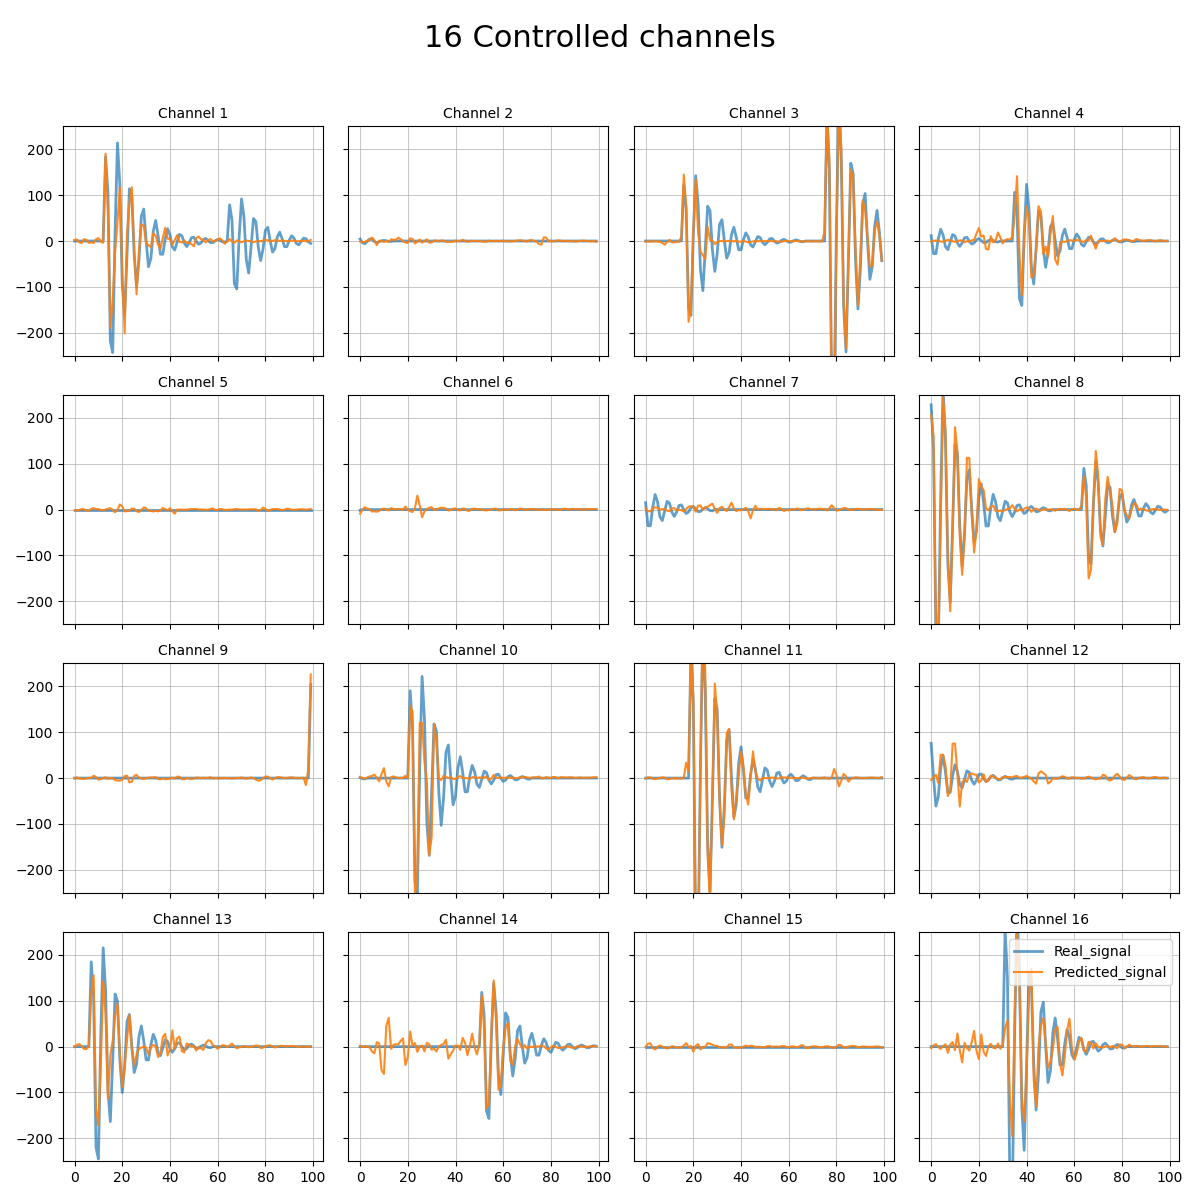 16 Controlled channels
Channel 1
Channel 2
Channel 3
Channel 4
200
100
0
−100
−200
Channel 5
Channel 6
Channel 7
Channel 8
200
100
0
−100
−200
Channel 9
Channel 10
Channel 11
Channel 12
200
100
0
−100
−200
Channel 13
Channel 14
Channel 15
Channel 16
200
100
0
−100
−200
Real_signal
Predicted_signal
0 20 40 60 80 100
0 20 40 60 80 100
0 20 40 60 80 100
0 20 40 60 80 100